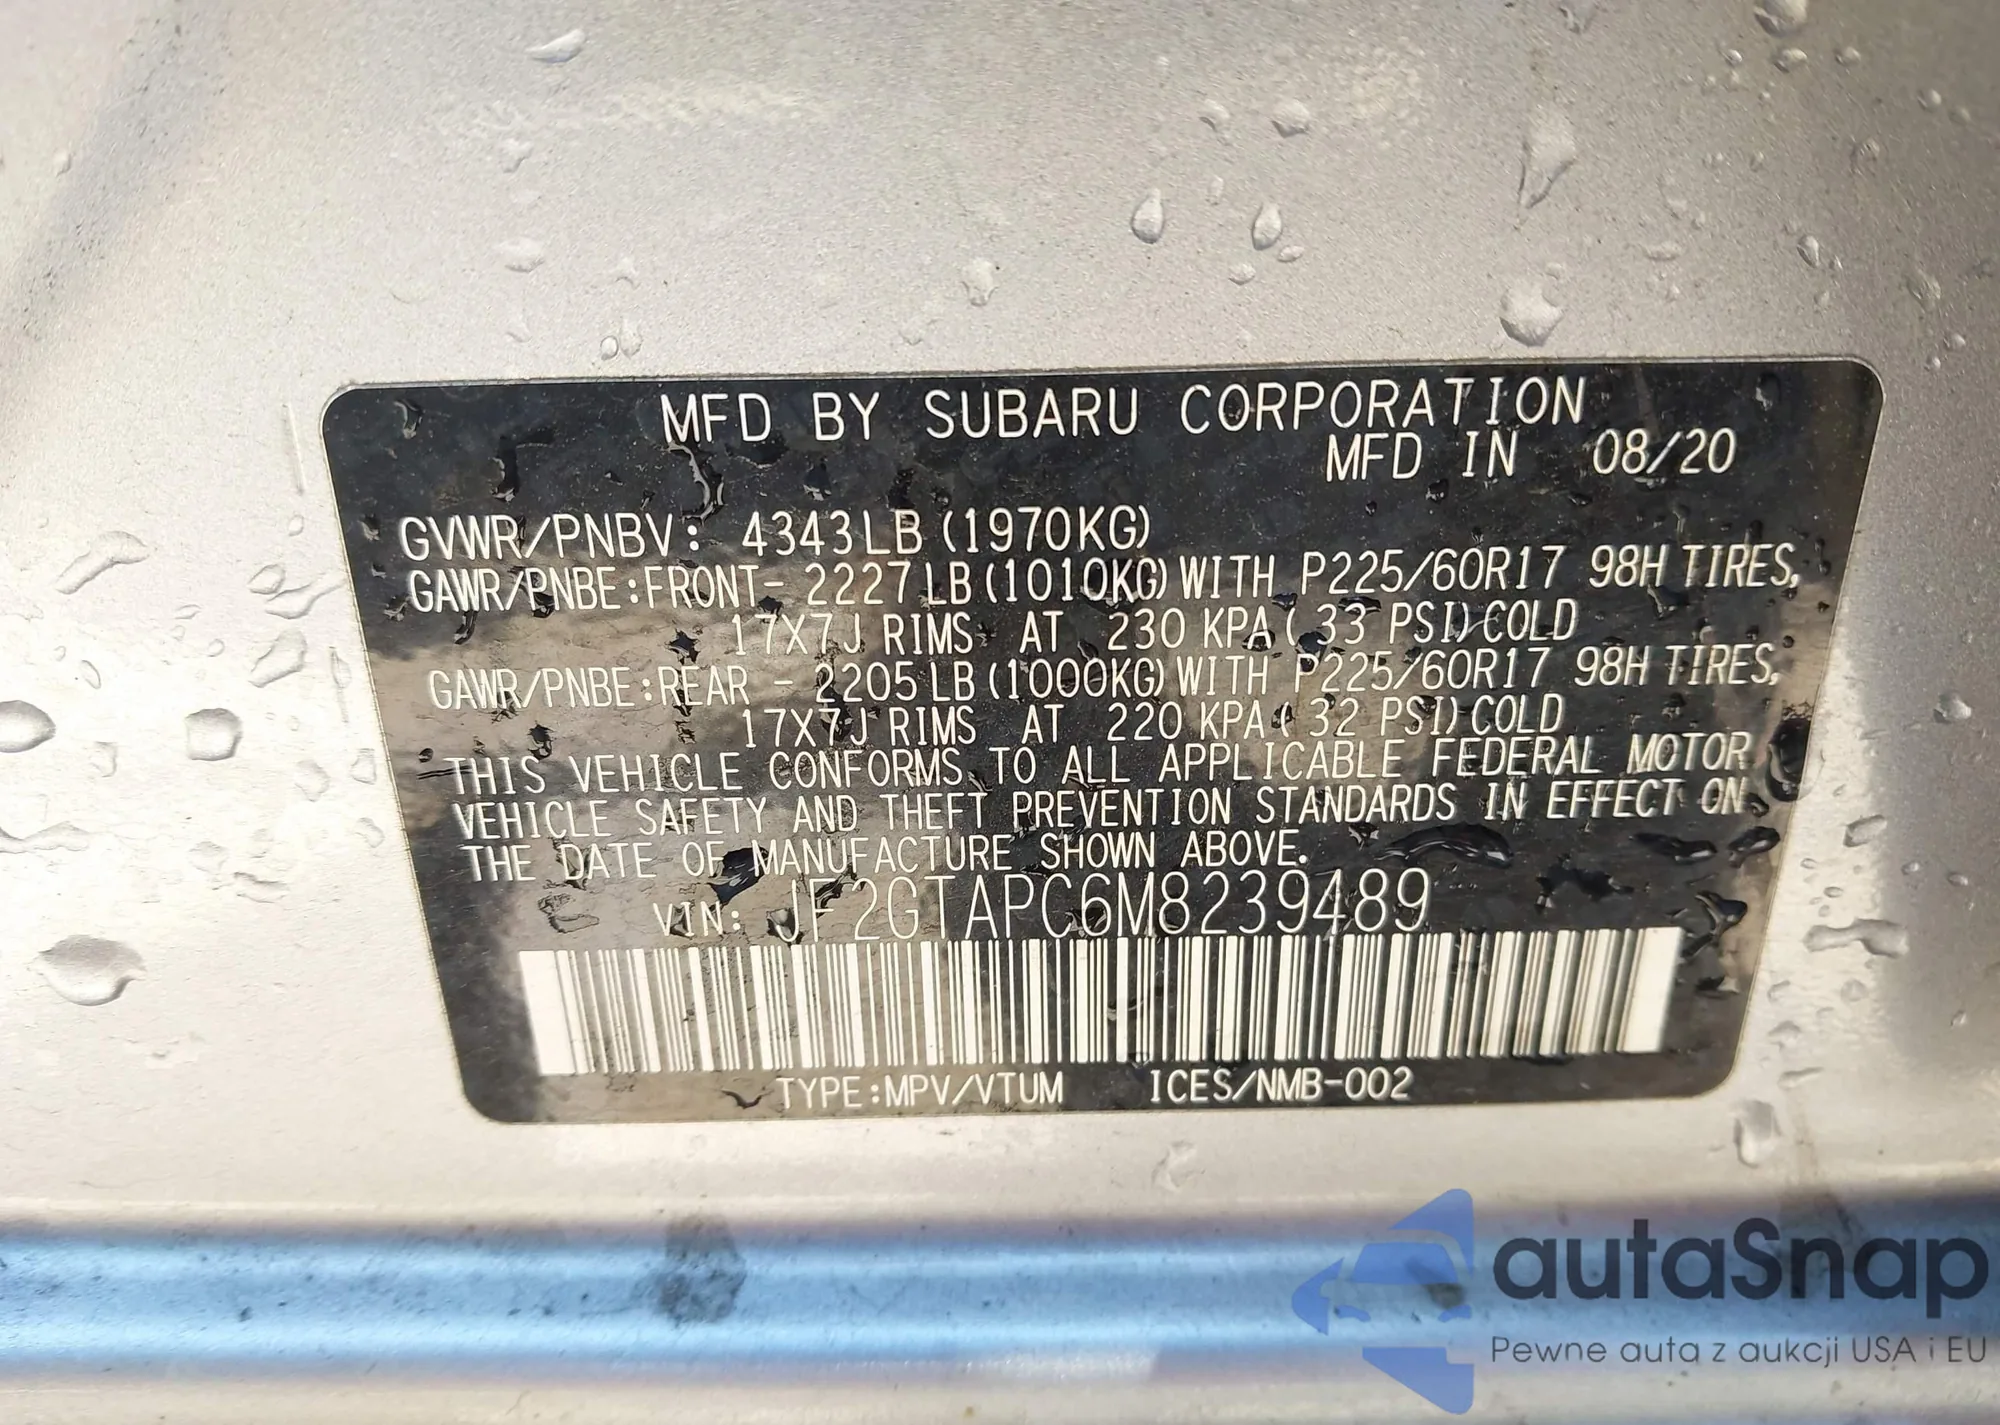 MFD BY SUBARU CORPORATION
MFD IN 08/20
GVWR/PNBV: 4343LB (1970KG)
GAWR/PNBE:FRONT- 2227LB (1010KG) WITH P225/60R17 98H TIRES,
17X7J RIMS AT 230 KPA ( 33 PSI) COLD
GAWR/PNBE:REAR - 2205LB (1000KG) WITH P225/60R17 98H TIRES,
17X7J RIMS AT 220 KPA ( 32 PSI) COLD
THIS VEHICLE CONFORMS TO ALL APPLICABLE FEDERAL MOTOR
VEHICLE SAFETY AND THEFT PREVENTION STANDARDS IN EFFECT ON
THE DATE OF MANUFACTURE SHOWN ABOVE.
VIN: JF2GTAPC6M8239489
TYPE:MPV/VTUM ICES/NMB-002
autaSnap
Pewne auta z aukcji USA i EU